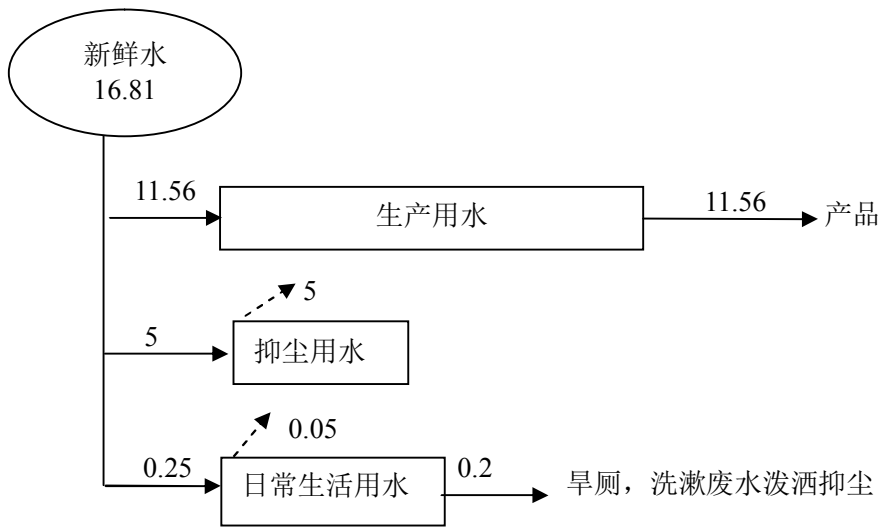 新鲜水
16.81
11.56
生产用水
11.56
产品
5
5
抑尘用水
0.05
0.25
日常生活用水
0.2
旱厕，洗漱废水泼洒抑尘